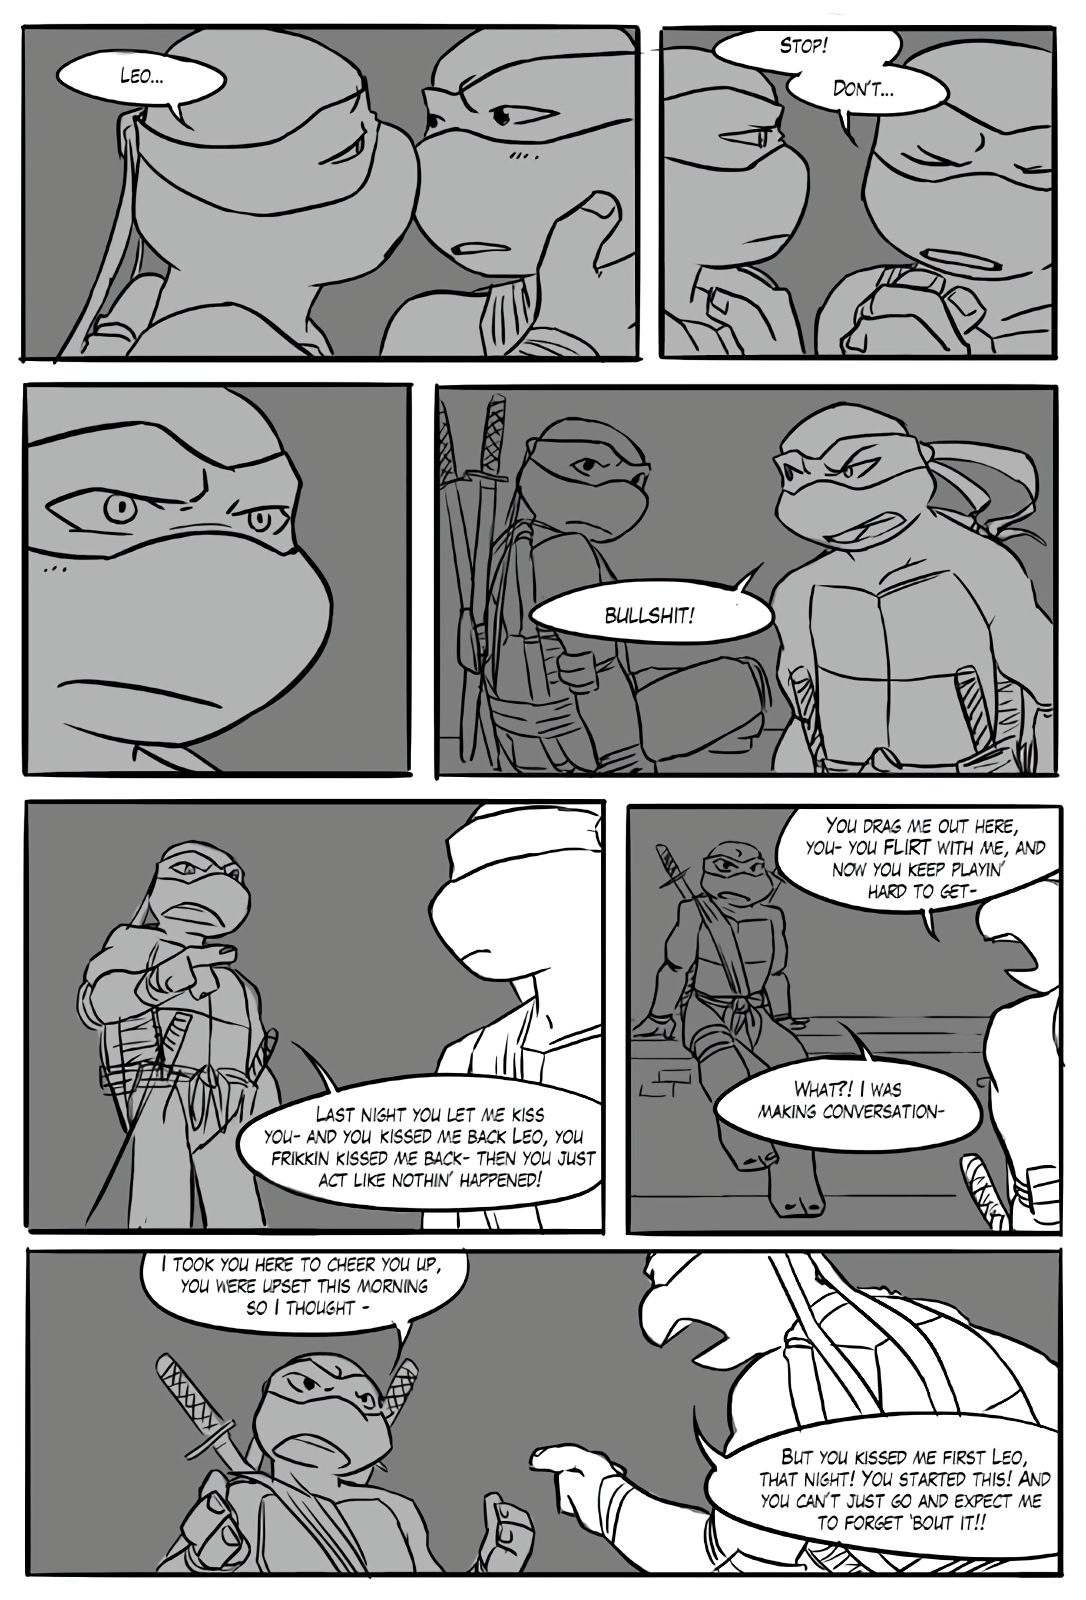 Leo...
Stop!
Don't...
BULLSHIT!
Last night you let me kiss
you- and you kissed me back Leo, you
frikkin kissed me back- then you just
act like nothin' happened!
You drag me out here,
you- you FLIRT with me, and
now you keep playin'
hard to get-
What?! I was
making conversation-
I took you here to cheer you up,
you were upset this morning
so I thought -
But you kissed me first Leo,
that night! You started this! And
you can't just go and expect me
to forget 'bout it!!